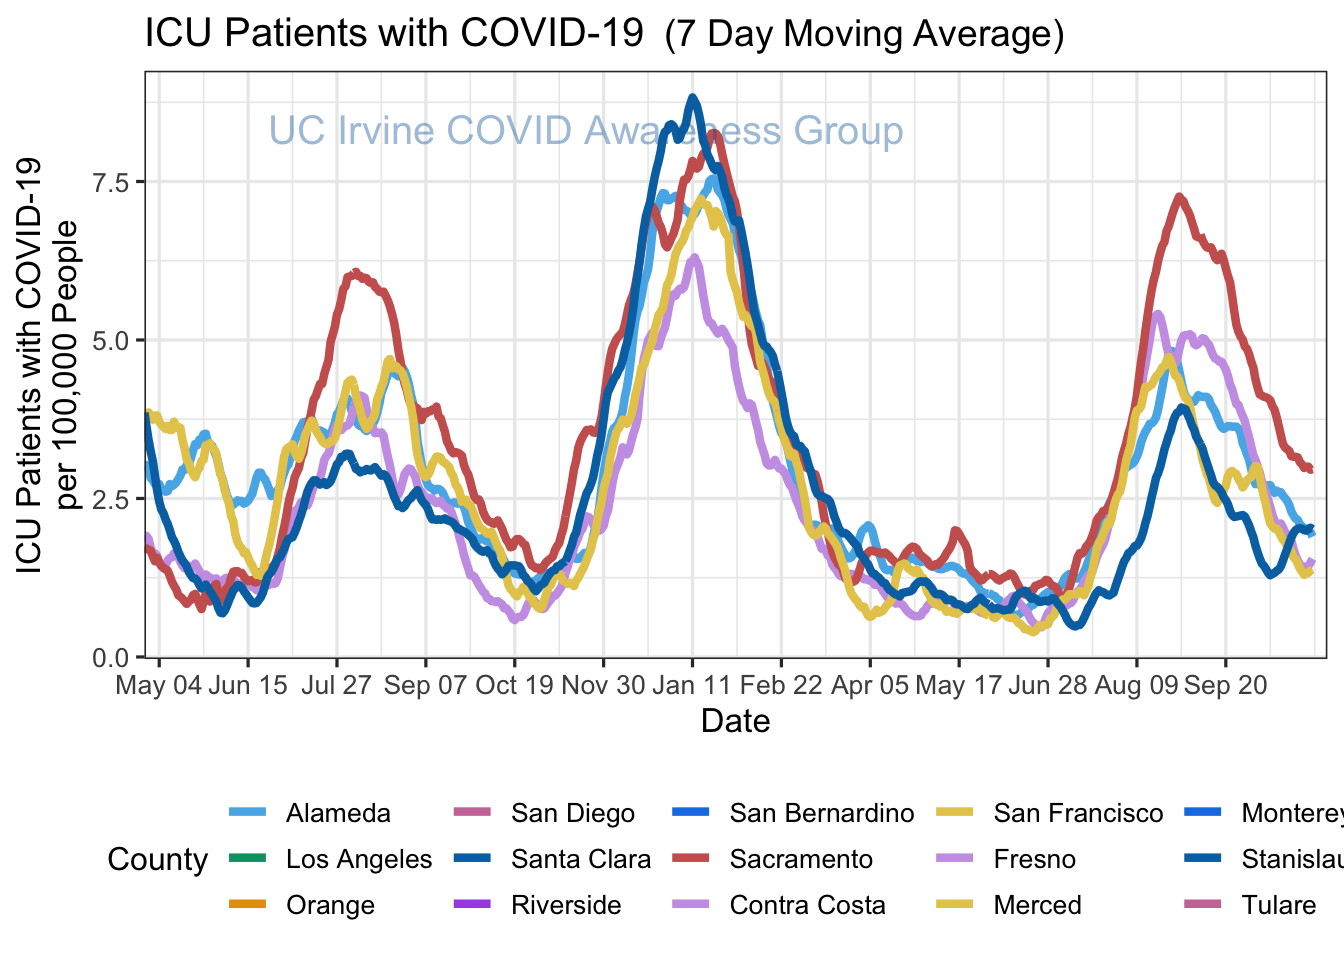 ICU Patients with COVID-19 (7 Day Moving Average)
UC Irvine COVID Awareness Group
ICU Patients with COVID-19
per 100,000 People
7.5
5.0
2.5
0.0
May 04 Jun 15 Jul 27 Sep 07 Oct 19 Nov 30 Jan 11 Feb 22 Apr 05 May 17 Jun 28 Aug 09 Sep 20
Date
County
Alameda San Diego San Bernardino San Francisco Monterey
Los Angeles Santa Clara Sacramento Fresno Stanislau
Orange Riverside Contra Costa Merced Tulare